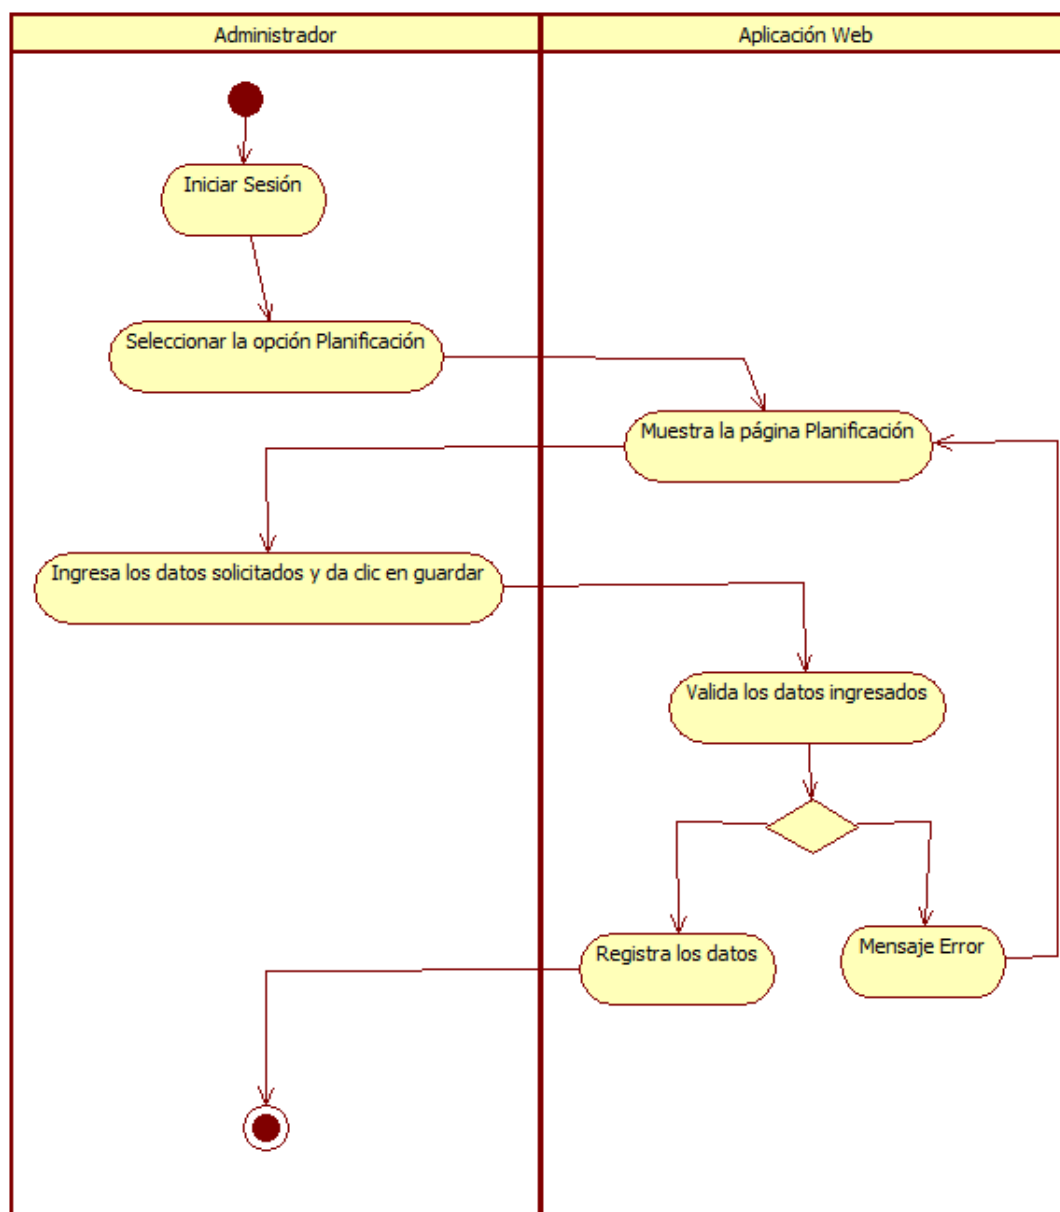 Administrador
Aplicación Web
Iniciar Sesión
Seleccionar la opción Planificación
Muestra la página Planificación
Ingresa los datos solicitados y da clic en guardar
Valida los datos ingresados
Registra los datos
Mensaje Error